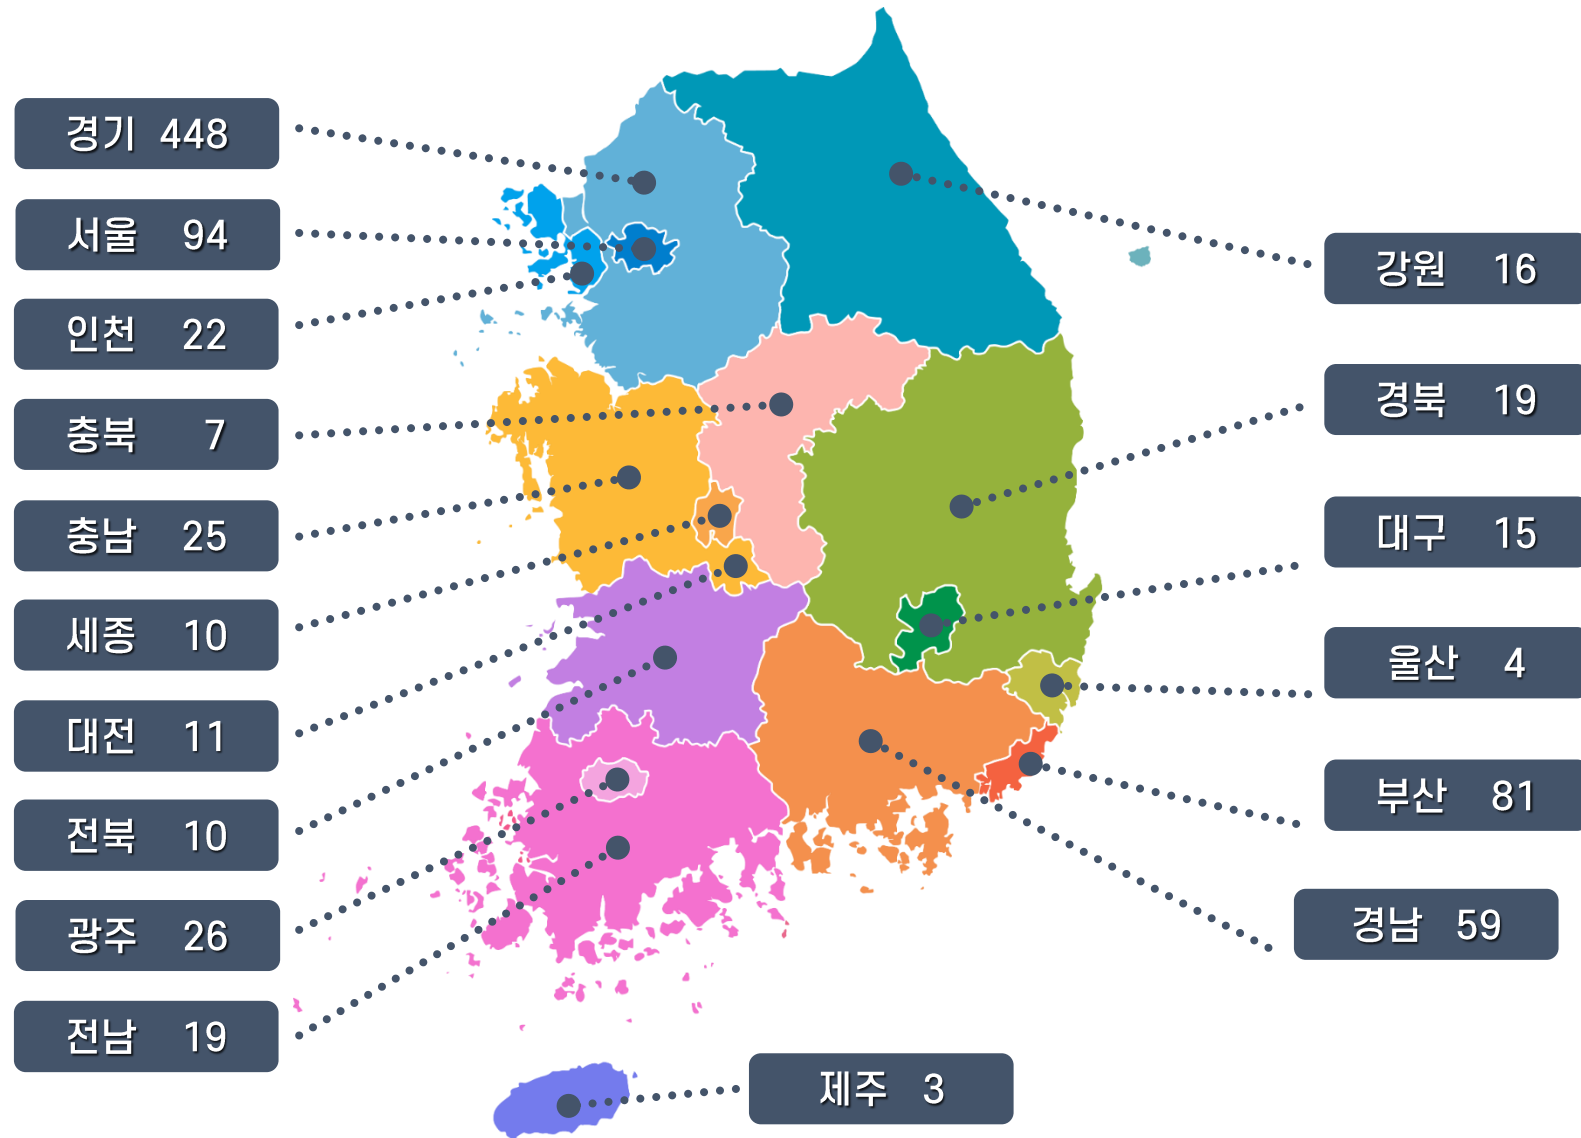 경기 448
서울 94
인천 22
충북 7
충남 25
세종 10
대전 11
전북 10
광주 26
전남 19
강원 16
경북 19
대구 15
울산 4
부산 81
경남 59
제주 3